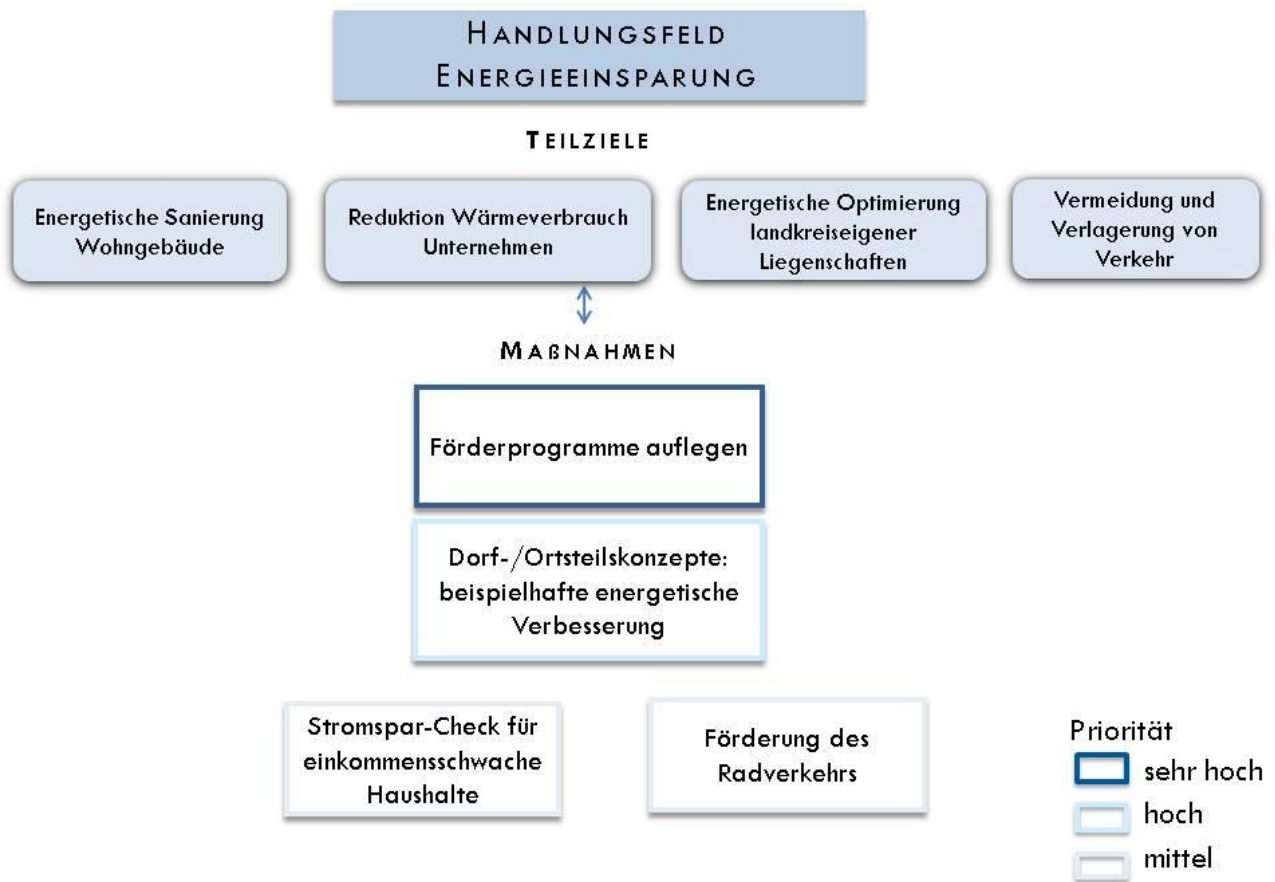 HANDLUNGSFELD
ENERGIEEINSPARUNG
TEILZIELE
Energetische Sanierung
Wohngebäude
Reduktion Wärmeverbrauch
Unternehmen
Energetische Optimierung
landkreiseigener
Liegenschaften
Vermeidung und
Verlagerung von
Verkehr
MAßNAHMEN
Förderprogramme auflegen
Dorf-/Ortsteilskonzepte:
beispielhafte energetische
Verbesserung
Stromspar-Check für
einkommensschwache
Haushalte
Förderung des
Radverkehrs
Priorität
sehr hoch
hoch
mittel